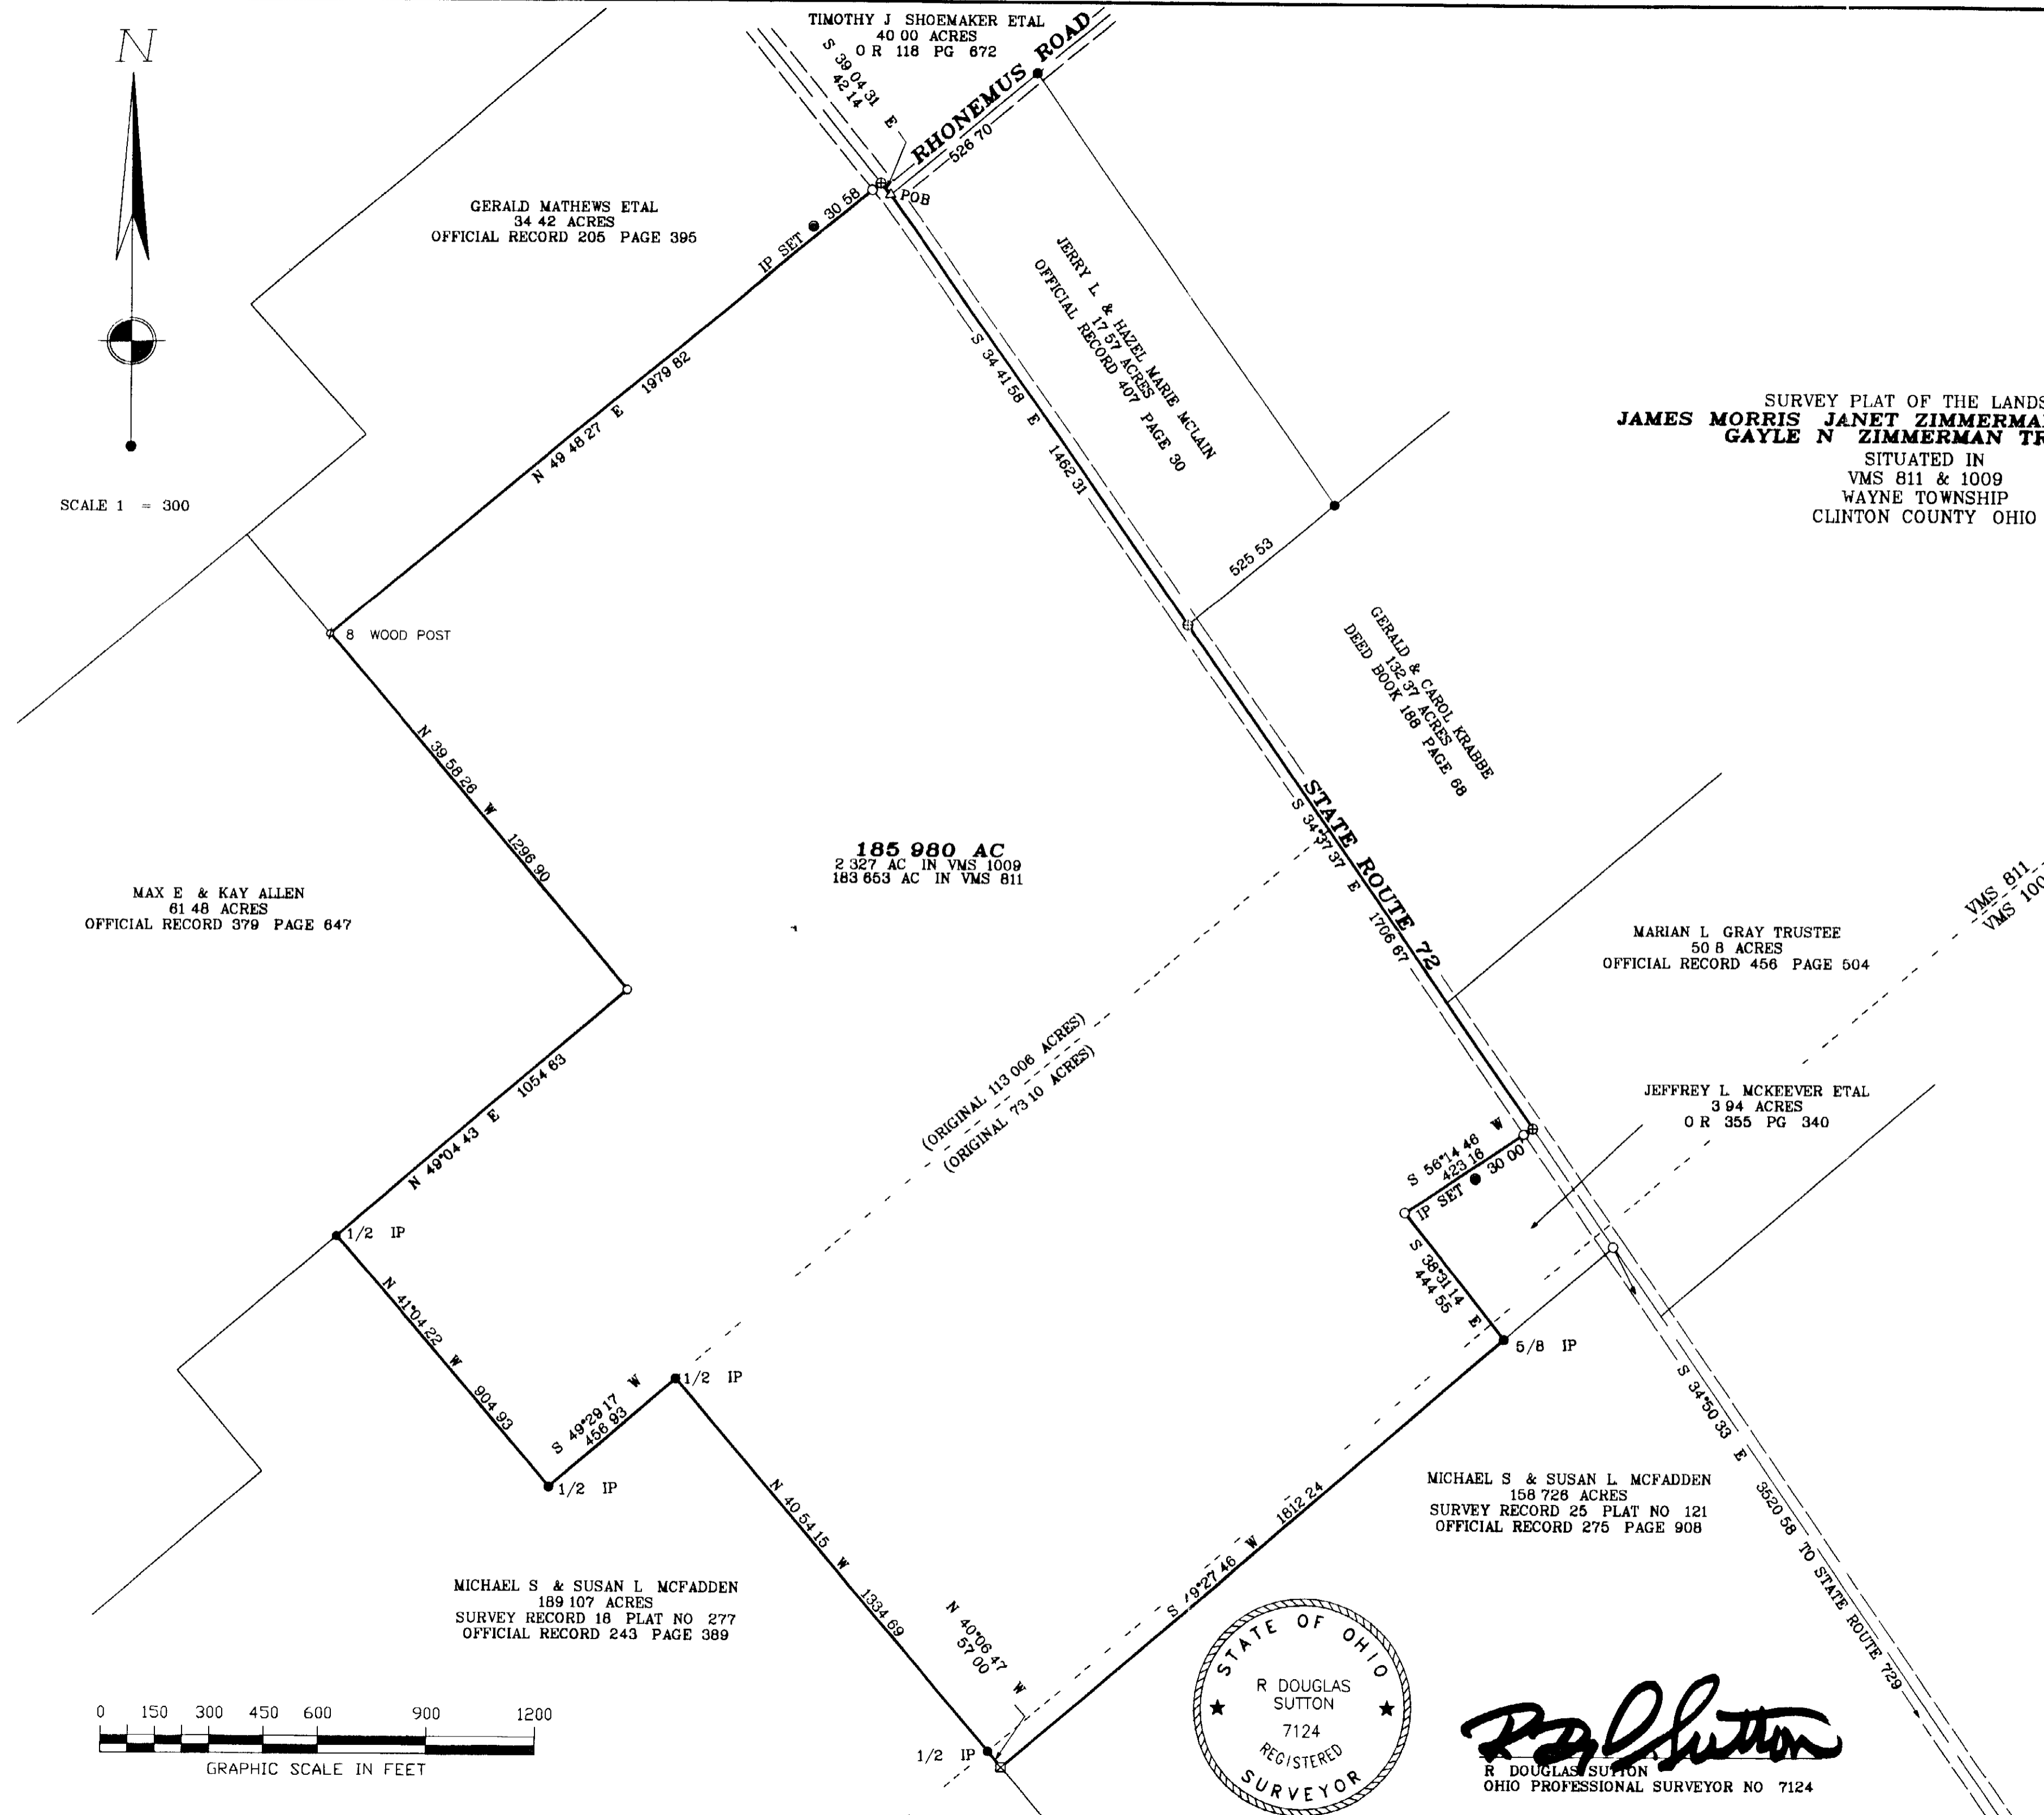 N
SCALE 1 = 300
TIMOTHY J SHOEMAKER ETAL
40 00 ACRES
O R 118 PG 672
S 39 04 31 E
42 14
RHONEMUS ROAD
526 70
POB
30 58
IP SET
GERALD MATHEWS ETAL
34 42 ACRES
OFFICIAL RECORD 205 PAGE 395
N 49 48 27 E 1979 82
JERRY L & HAZEL MARIE MCLAIN
17 57 ACRES
OFFICIAL RECORD 407 PAGE 30
S 34 41 58 E 1462 31
SURVEY PLAT OF THE LANDS
JAMES MORRIS JANET ZIMMERMA
GAYLE N ZIMMERMAN TR
SITUATED IN
VMS 811 & 1009
WAYNE TOWNSHIP
CLINTON COUNTY OHIO
525 53
8 WOOD POST
GERALD & CAROL KRABBE
132 37 ACRES
DEED BOOK 188 PAGE 68
N 39 58 26 W 1296 90
STATE ROUTE 72
S 34°37 37 E 1706 67
185 980 AC
2 327 AC IN VMS 1009
183 653 AC IN VMS 811
MAX E & KAY ALLEN
61 48 ACRES
OFFICIAL RECORD 379 PAGE 647
VMS 811
VMS 100
MARIAN L GRAY TRUSTEE
50 8 ACRES
OFFICIAL RECORD 456 PAGE 504
(ORIGINAL 113 006 ACRES)
(ORIGINAL 73 10 ACRES)
N 49°04 43 E 1054 63
JEFFREY L MCKEEVER ETAL
3 94 ACRES
O R 355 PG 340
S 56°14 46 W
423 16
IP SET
30 00
1/2 IP
S 38°31 14 E
444 55
5/8 IP
N 41°04 22 W 904 93
1/2 IP
S 49°29 17 W
456 93
1/2 IP
S 34°50 33 E 3520 58 TO STATE ROUTE 729
N 40 54 15 W 1334 69
MICHAEL S & SUSAN L MCFADDEN
158 726 ACRES
SURVEY RECORD 25 PLAT NO 121
OFFICIAL RECORD 275 PAGE 908
S 49°27 46 W 1812 24
MICHAEL S & SUSAN L MCFADDEN
189 107 ACRES
SURVEY RECORD 18 PLAT NO 277
OFFICIAL RECORD 243 PAGE 389
N 40°06 47 W
57 00
1/2 IP
0 150 300 450 600 900 1200
GRAPHIC SCALE IN FEET
STATE OF OHIO
R DOUGLAS
SUTTON
7124
REGISTERED
SURVEYOR
R DOUGLAS SUTTON
OHIO PROFESSIONAL SURVEYOR NO 7124